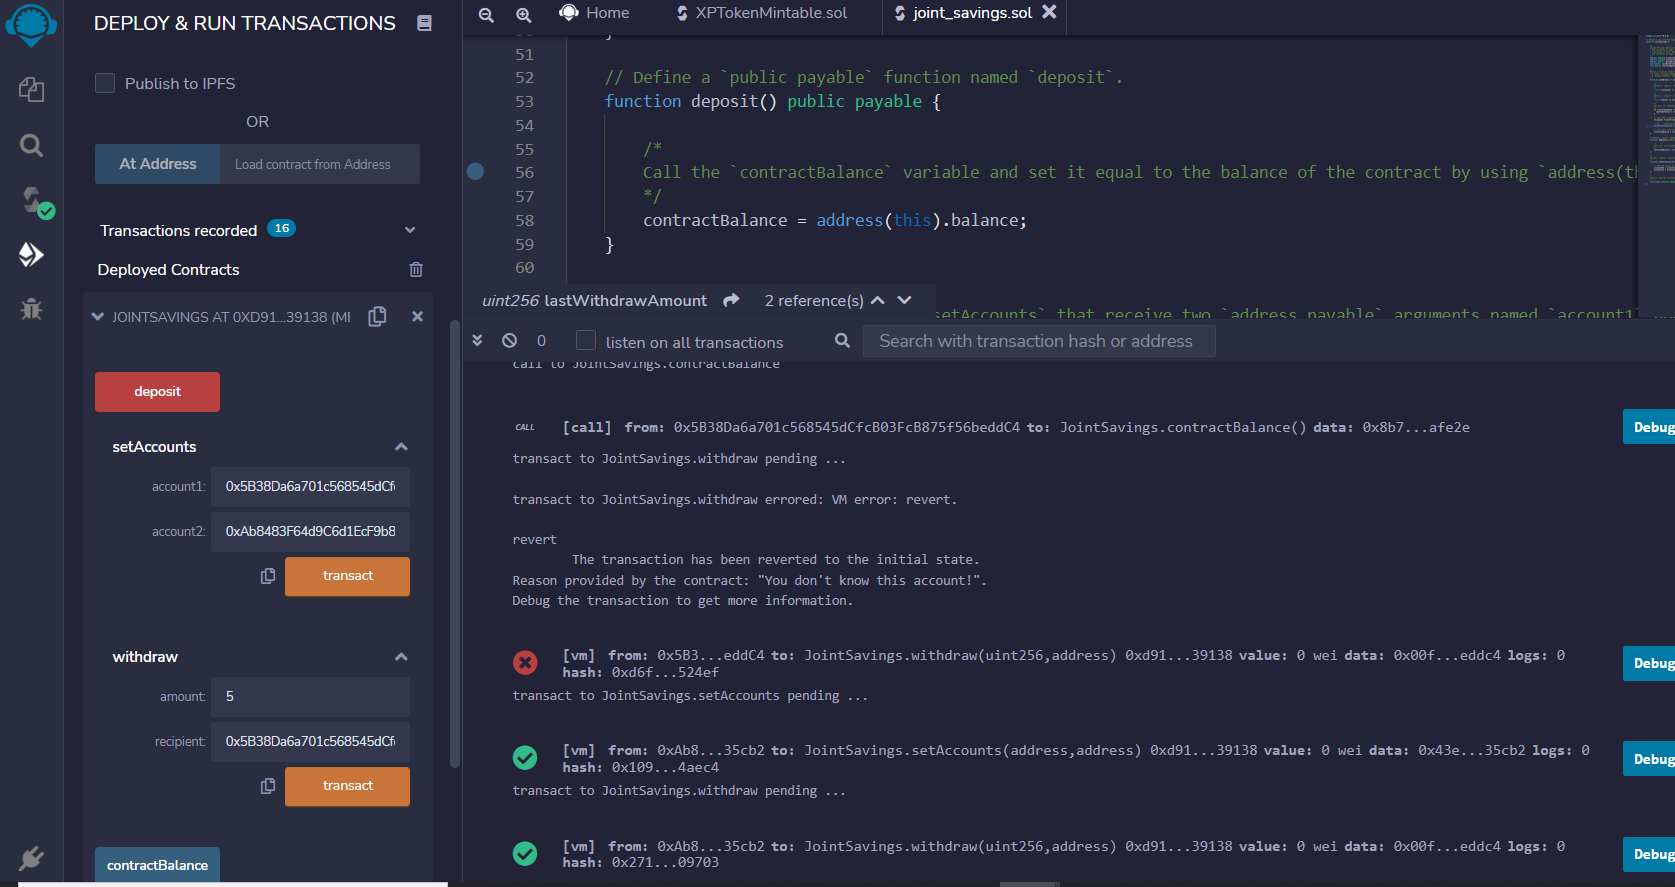 DEPLOY & RUN TRANSACTIONS
Publish to IPFS
OR
At Address
Load contract from Address
Transactions recorded 16
Deployed Contracts
JOINTSAVINGS AT 0XD91...39138 (ME
deposit
setAccounts
account1: 0x5B38Da6a701c568545dCf
account2: 0xAb8483F64d9C6d1EcF9b8
transact
withdraw
amount: 5
recipient: 0x5B38Da6a701c568545dCf
transact
contractBalance
Home
XPTokenMintable.sol
joint_savings.sol
51
52 // Define a `public payable` function named `deposit`.
53 function deposit() public payable {
54
55 /*
56 Call the `contractBalance` variable and set it equal to the balance of the contract by using `address(th
57 */
58 contractBalance = address(this).balance;
59 }
60
uint256 lastWithdrawAmount 2 reference(s)
setAccounts` that receive two `address payable` arguments named `account1`
0 listen on all transactions
Search with transaction hash or address
call to JointSavings.contractBalance
CALL [call] from: 0x5B38Da6a701c568545dCfcB03FcB875f56beddC4 to: JointSavings.contractBalance() data: 0x8b7...afe2e
Debug
transact to JointSavings.withdraw pending ...
transact to JointSavings.withdraw errored: VM error: revert.
revert
The transaction has been reverted to the initial state.
Reason provided by the contract: "You don't know this account!".
Debug the transaction to get more information.
[vm] from: 0x5B3...eddC4 to: JointSavings.withdraw(uint256,address) 0xd91...39138 value: 0 wei data: 0x00f...eddc4 logs: 0
hash: 0xd6f...524ef
Debug
transact to JointSavings.setAccounts pending ...
[vm] from: 0xAb8...35cb2 to: JointSavings.setAccounts(address,address) 0xd91...39138 value: 0 wei data: 0x43e...35cb2 logs: 0
hash: 0x109...4aec4
Debug
transact to JointSavings.withdraw pending ...
[vm] from: 0xAb8...35cb2 to: JointSavings.withdraw(uint256,address) 0xd91...39138 value: 0 wei data: 0x00f...eddc4 logs: 0
hash: 0x271...09703
Debug